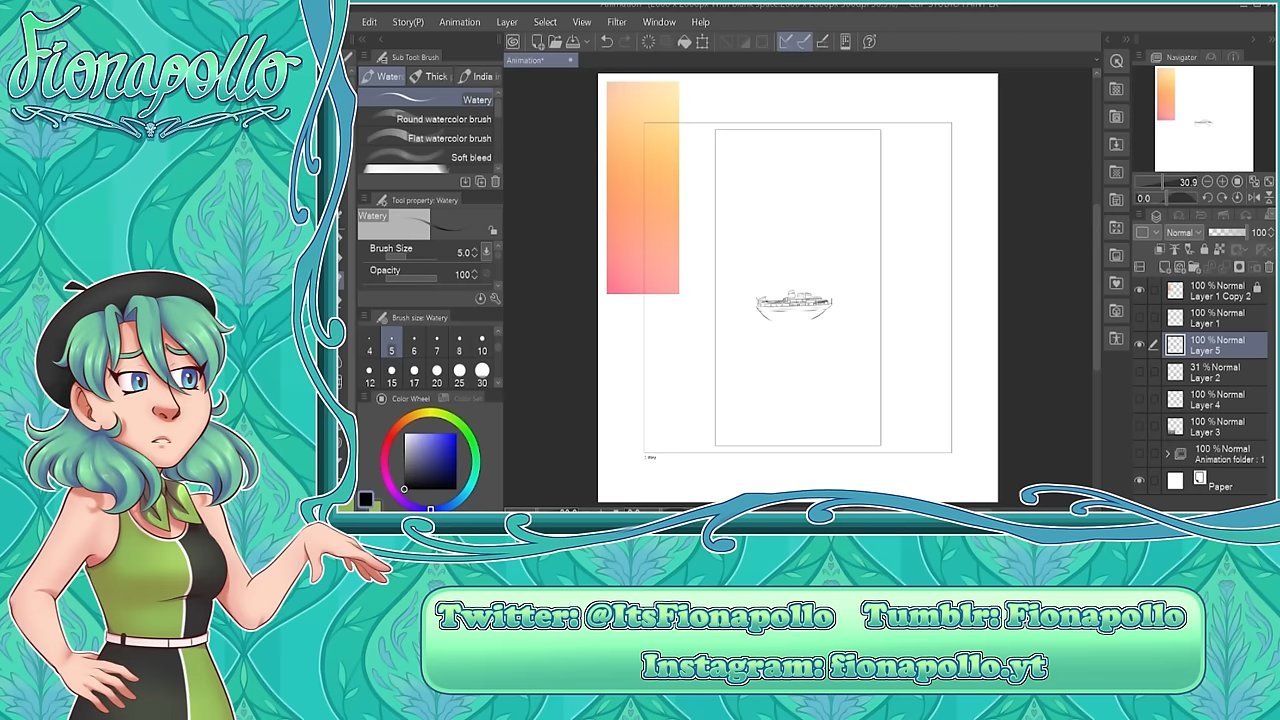 Fionapollo
Edit Story(P) Animation Layer Select View Filter Window Help
Sub Tool: Brush
Animation*
Navigator
Thick India
Watery
Round watercolor brush
Flat watercolor brush
Soft bleed
Tool property: Watery
Watery
Brush Size 5.0
Opacity 100
Brush size: Watery
4 5 6 7 8 10
12 15 17 20 25 30
Color Wheel
30.9
0.0
Normal 100
100 % Normal
Layer 1 Copy 2
100 % Normal
Layer 1
100 % Normal
Layer 5
31 % Normal
Layer 2
100 % Normal
Layer 4
100 % Normal
Layer 3
100 % Normal
Animation folder : 1
Paper
Twitter: @ItsFionapollo Tumblr: Fionapollo
Instagram: fionapollo.yt